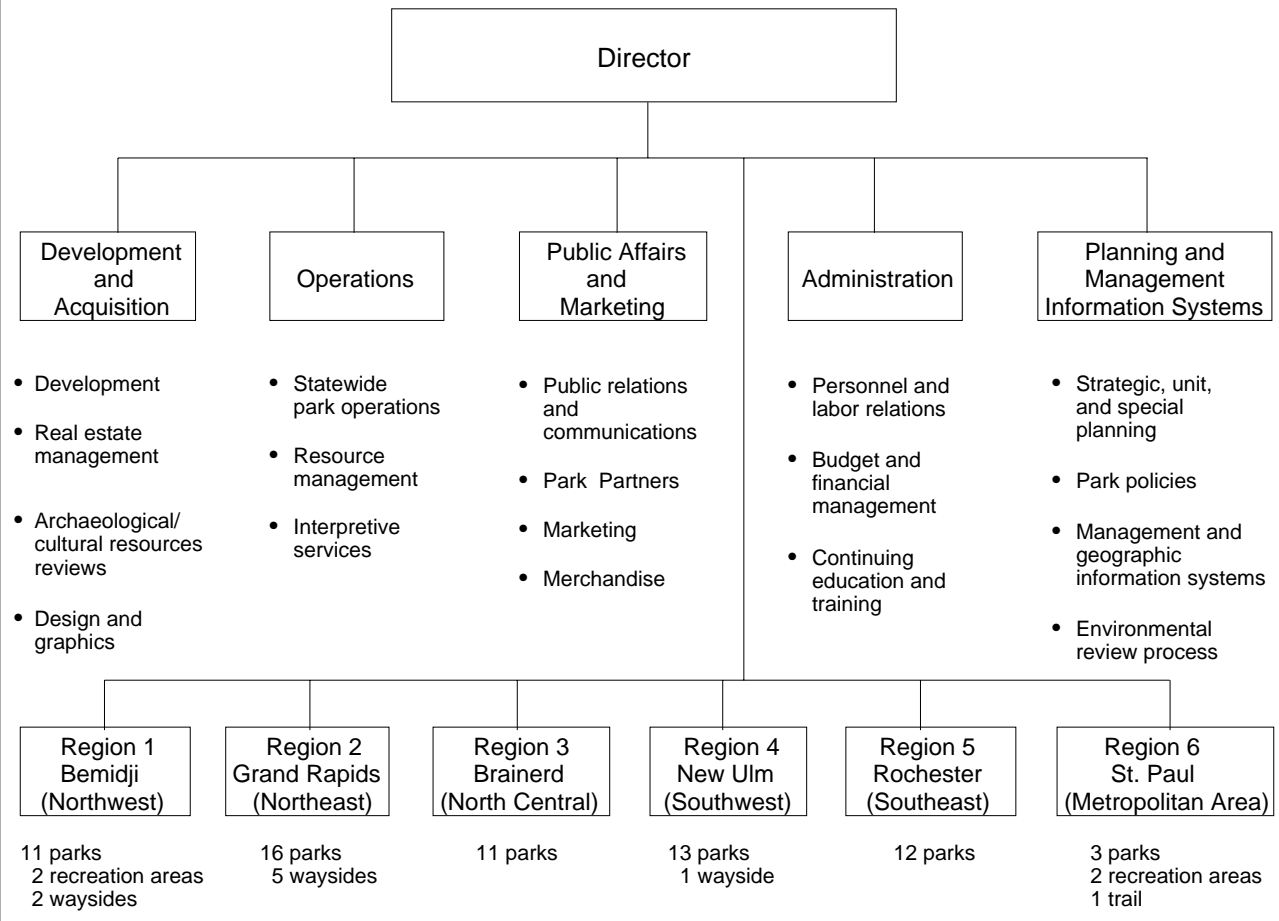 Director
Development
and
Acquisition
Operations
Public Affairs
and
Marketing
Administration
Planning and
Management
Information Systems
• Development
• Real estate
management
• Archaeological/
cultural resources
reviews
• Design and
graphics
• Statewide
park operations
• Resource
management
• Interpretive
services
• Public relations
and
communications
• Park Partners
• Marketing
• Merchandise
• Personnel and
labor relations
• Budget and
financial
management
• Continuing
education and
training
• Strategic, unit,
and special
planning
• Park policies
• Management and
geographic
information systems
• Environmental
review process
Region 1
Bemidji
(Northwest)
11 parks
2 recreation areas
2 waysides
Region 2
Grand Rapids
(Northeast)
16 parks
5 waysides
Region 3
Brainerd
(North Central)
11 parks
Region 4
New Ulm
(Southwest)
13 parks
1 wayside
Region 5
Rochester
(Southeast)
12 parks
Region 6
St. Paul
(Metropolitan Area)
3 parks
2 recreation areas
1 trail